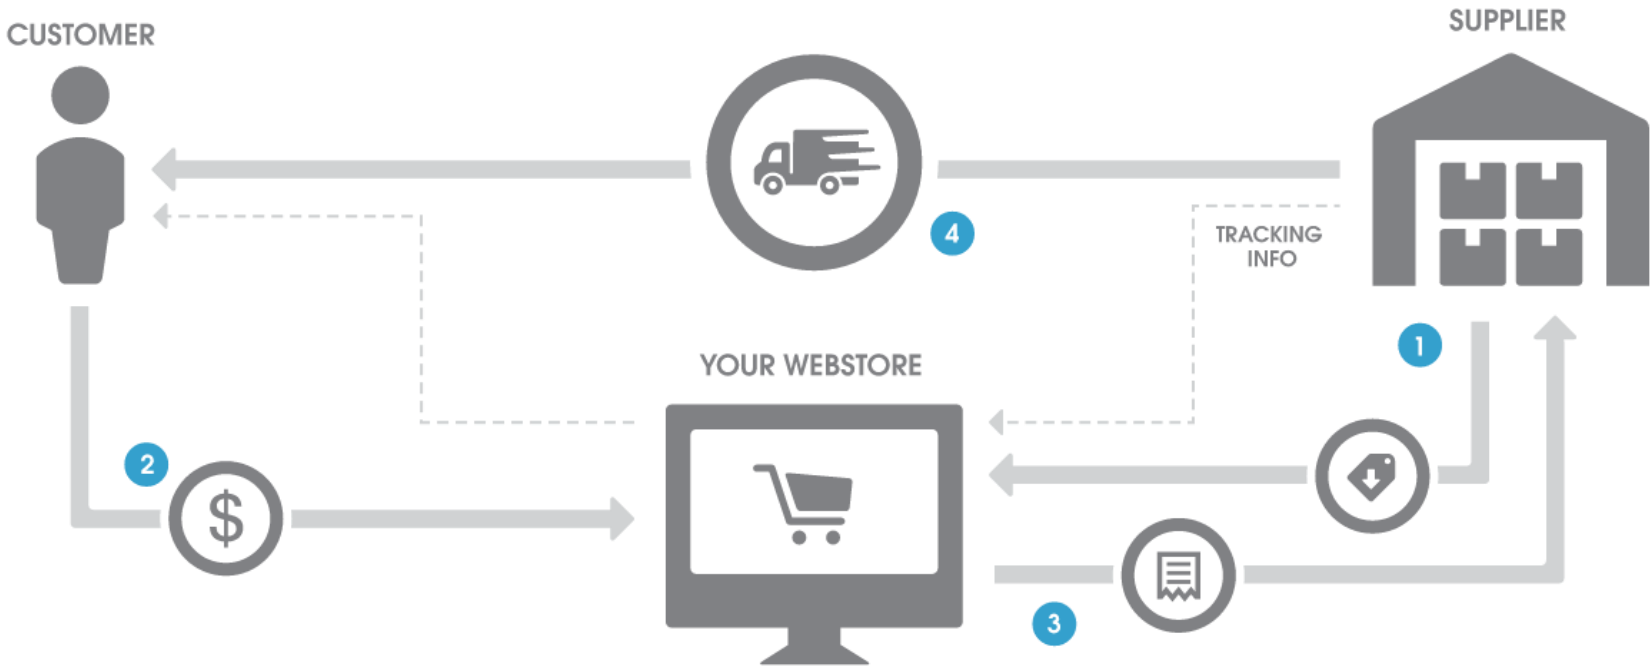 CUSTOMER
SUPPLIER
4
TRACKING
INFO
1
YOUR WEBSTORE
2
$
3